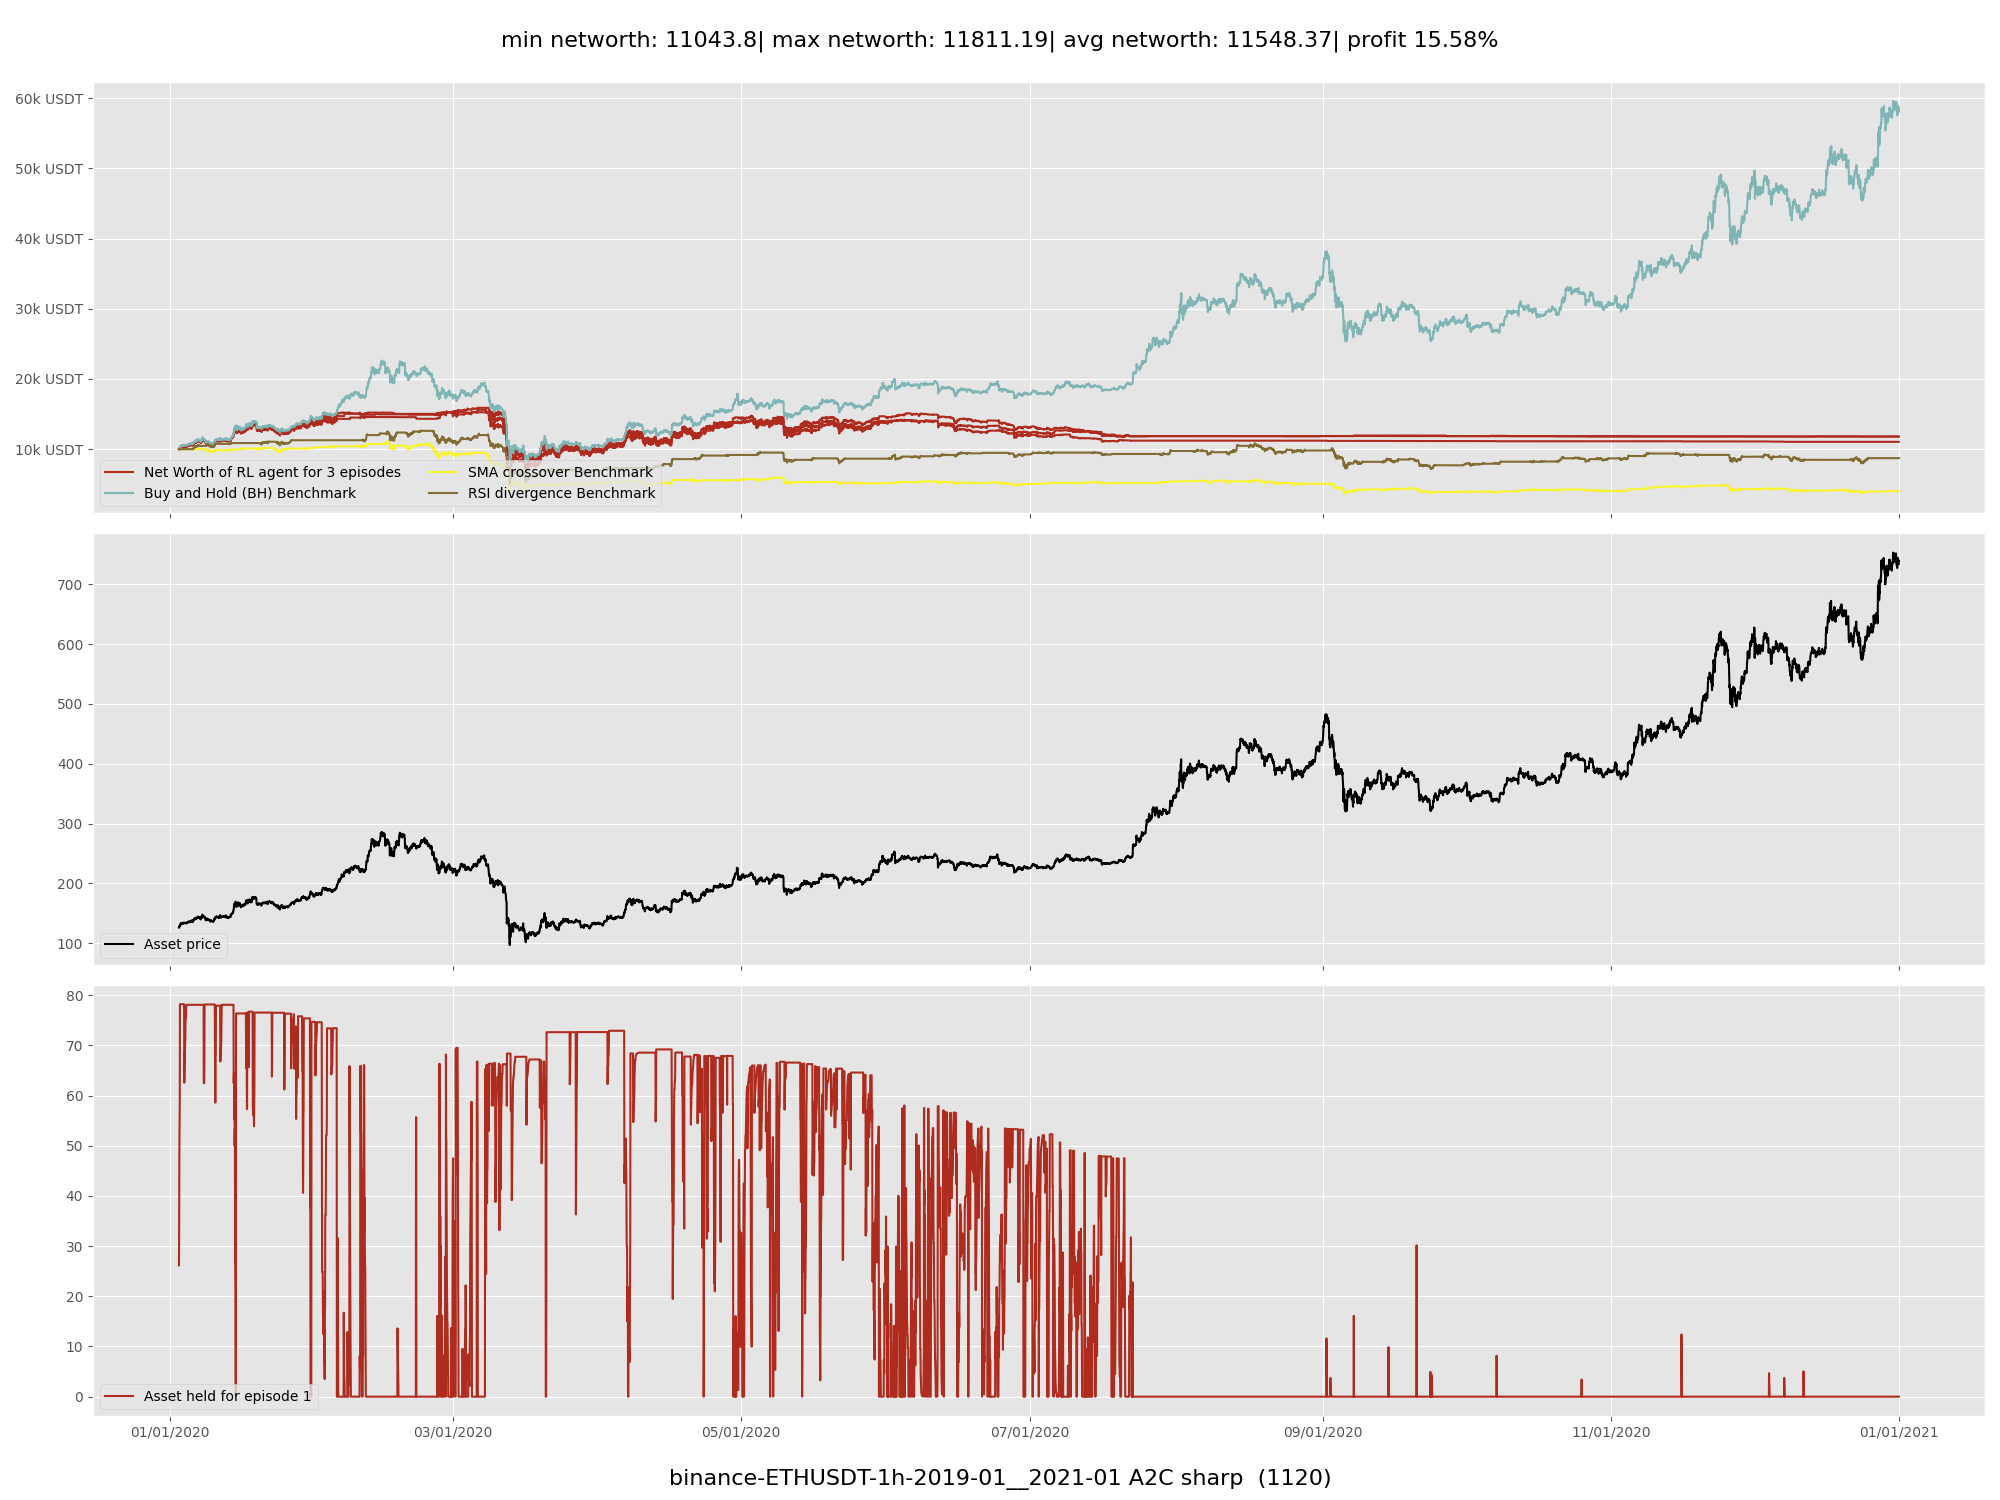 min networth: 11043.8| max networth: 11811.19| avg networth: 11548.37| profit 15.58%
60k USDT
50k USDT
40k USDT
30k USDT
20k USDT
10k USDT
Net Worth of RL agent for 3 episodes
Buy and Hold (BH) Benchmark
SMA crossover Benchmark
RSI divergence Benchmark
700
600
500
400
300
200
100
Asset price
80
70
60
50
40
30
20
10
0
Asset held for episode 1
01/01/2020 03/01/2020 05/01/2020 07/01/2020 09/01/2020 11/01/2020 01/01/2021
binance-ETHUSDT-1h-2019-01__2021-01 A2C sharp  (1120)